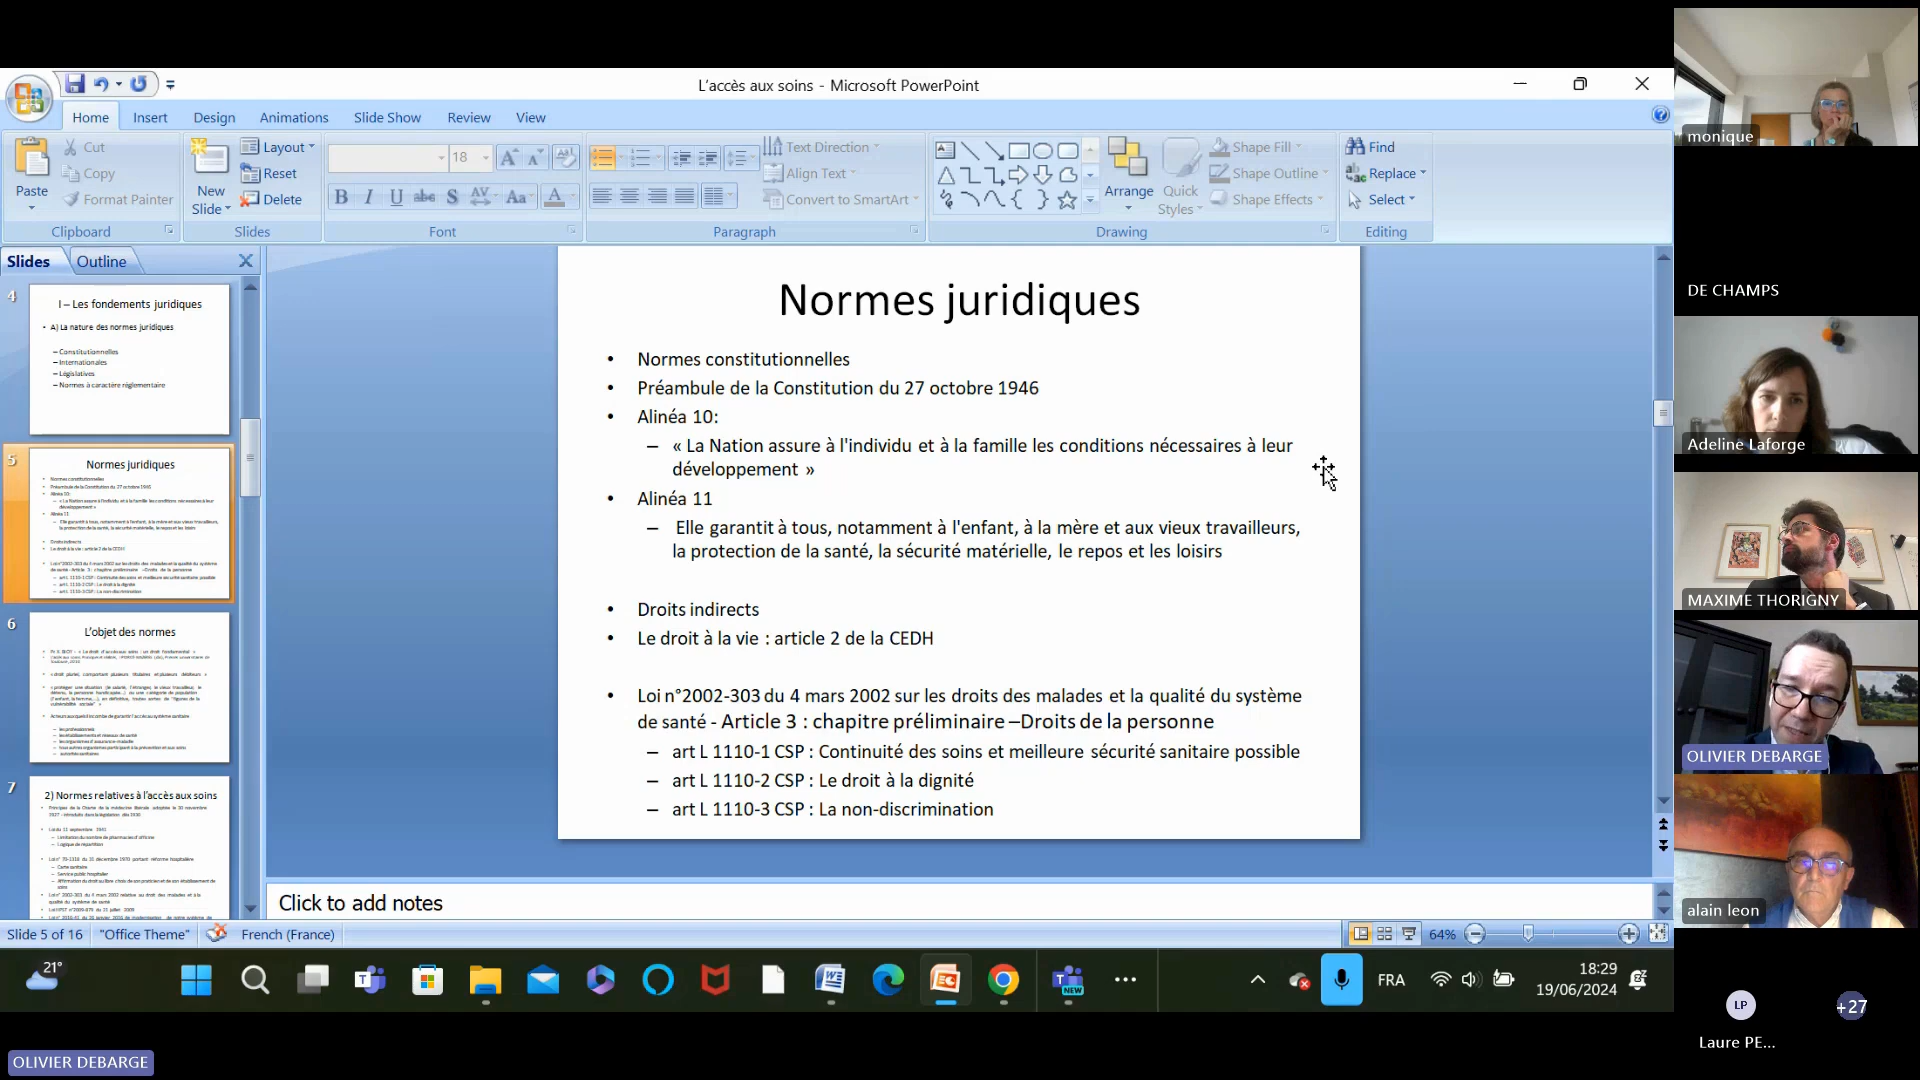 L'accès aux soins - Microsoft PowerPoint
Home Insert Design Animations Slide Show Review View
Paste
Cut
Copy
Format Painter
Clipboard
New Slide
Layout
Reset
Delete
Slides
18
B I U abc S AV Aa A
Font
Text Direction
Align Text
Convert to SmartArt
Paragraph
Arrange
Quick Styles
Shape Fill
Shape Outline
Shape Effects
Drawing
Find
Replace
Select
Editing
Slides Outline
4
I – Les fondements juridiques
• A) La nature des normes juridiques
– Constitutionnelles
– Internationales
– Législatives
– Normes à caractère réglementaire
5
Normes juridiques
6
L'objet des normes
7
2) Normes relatives à l'accès aux soins
Normes juridiques
• Normes constitutionnelles
• Préambule de la Constitution du 27 octobre 1946
• Alinéa 10:
– « La Nation assure à l'individu et à la famille les conditions nécessaires à leur
développement »
• Alinéa 11
– Elle garantit à tous, notamment à l'enfant, à la mère et aux vieux travailleurs,
la protection de la santé, la sécurité matérielle, le repos et les loisirs
• Droits indirects
• Le droit à la vie : article 2 de la CEDH
• Loi n°2002-303 du 4 mars 2002 sur les droits des malades et la qualité du système
de santé - Article 3 : chapitre préliminaire –Droits de la personne
– art L 1110-1 CSP : Continuité des soins et meilleure sécurité sanitaire possible
– art L 1110-2 CSP : Le droit à la dignité
– art L 1110-3 CSP : La non-discrimination
Click to add notes
Slide 5 of 16 "Office Theme" French (France)
64%
21°
NEW
FRA
18:29
19/06/2024
monique
DE CHAMPS
Adeline Laforge
MAXIME THORIGNY
OLIVIER DEBARGE
alain leon
LP
+27
Laure PE...
OLIVIER DEBARGE